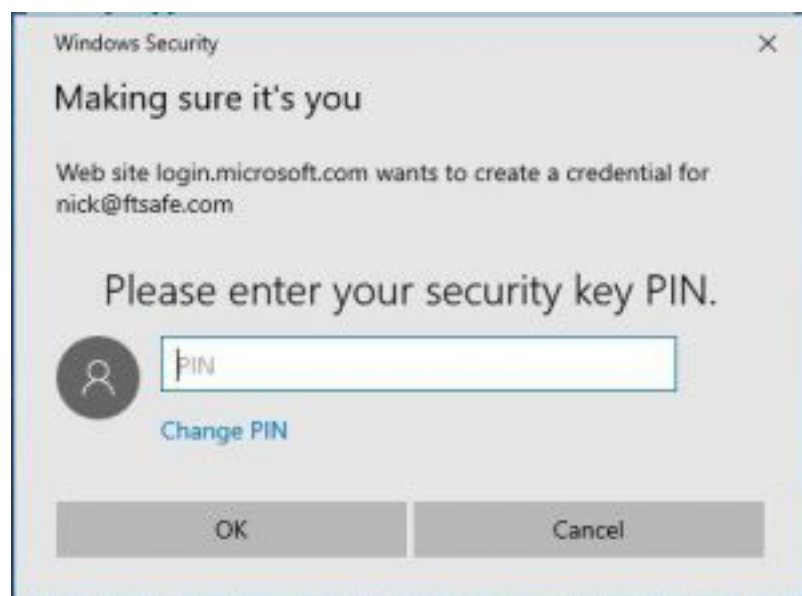 Windows Security
Making sure it's you
Web site login.microsoft.com wants to create a credential for
nick@ftsafe.com
Please enter your security key PIN.
PIN
Change PIN
OK
Cancel